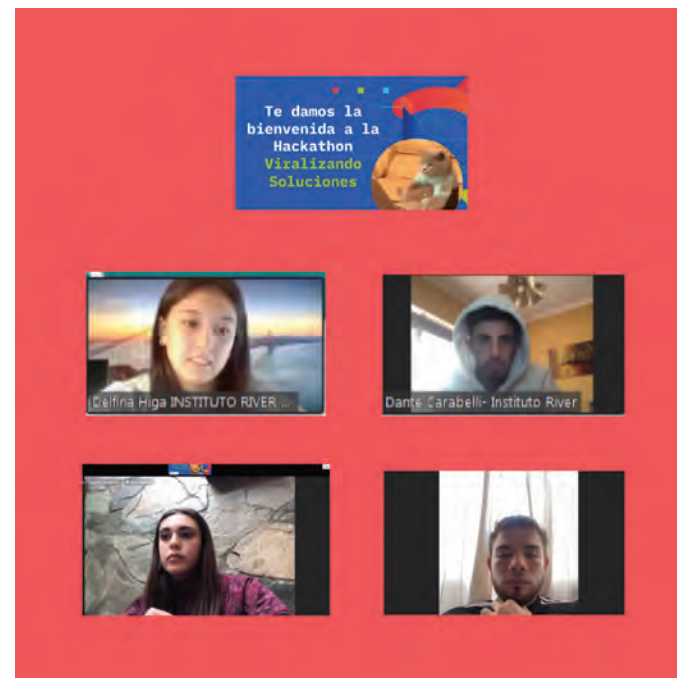 Te damos la
bienvenida a la
Hackathon
Viralizando
Soluciones
Delfina Higa INSTITUTO RIVER ...
Dante Carabelli- Instituto River